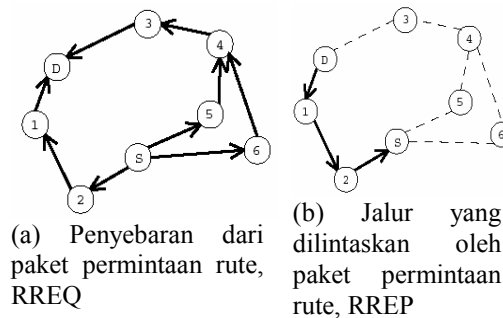 3
4
D
5
1
S
6
2
(a) Penyebaran dari
paket permintaan rute,
RREQ
3
4
D
5
1
6
S
2
(b) Jalur yang
dilintaskan oleh
paket permintaan
rute, RREP